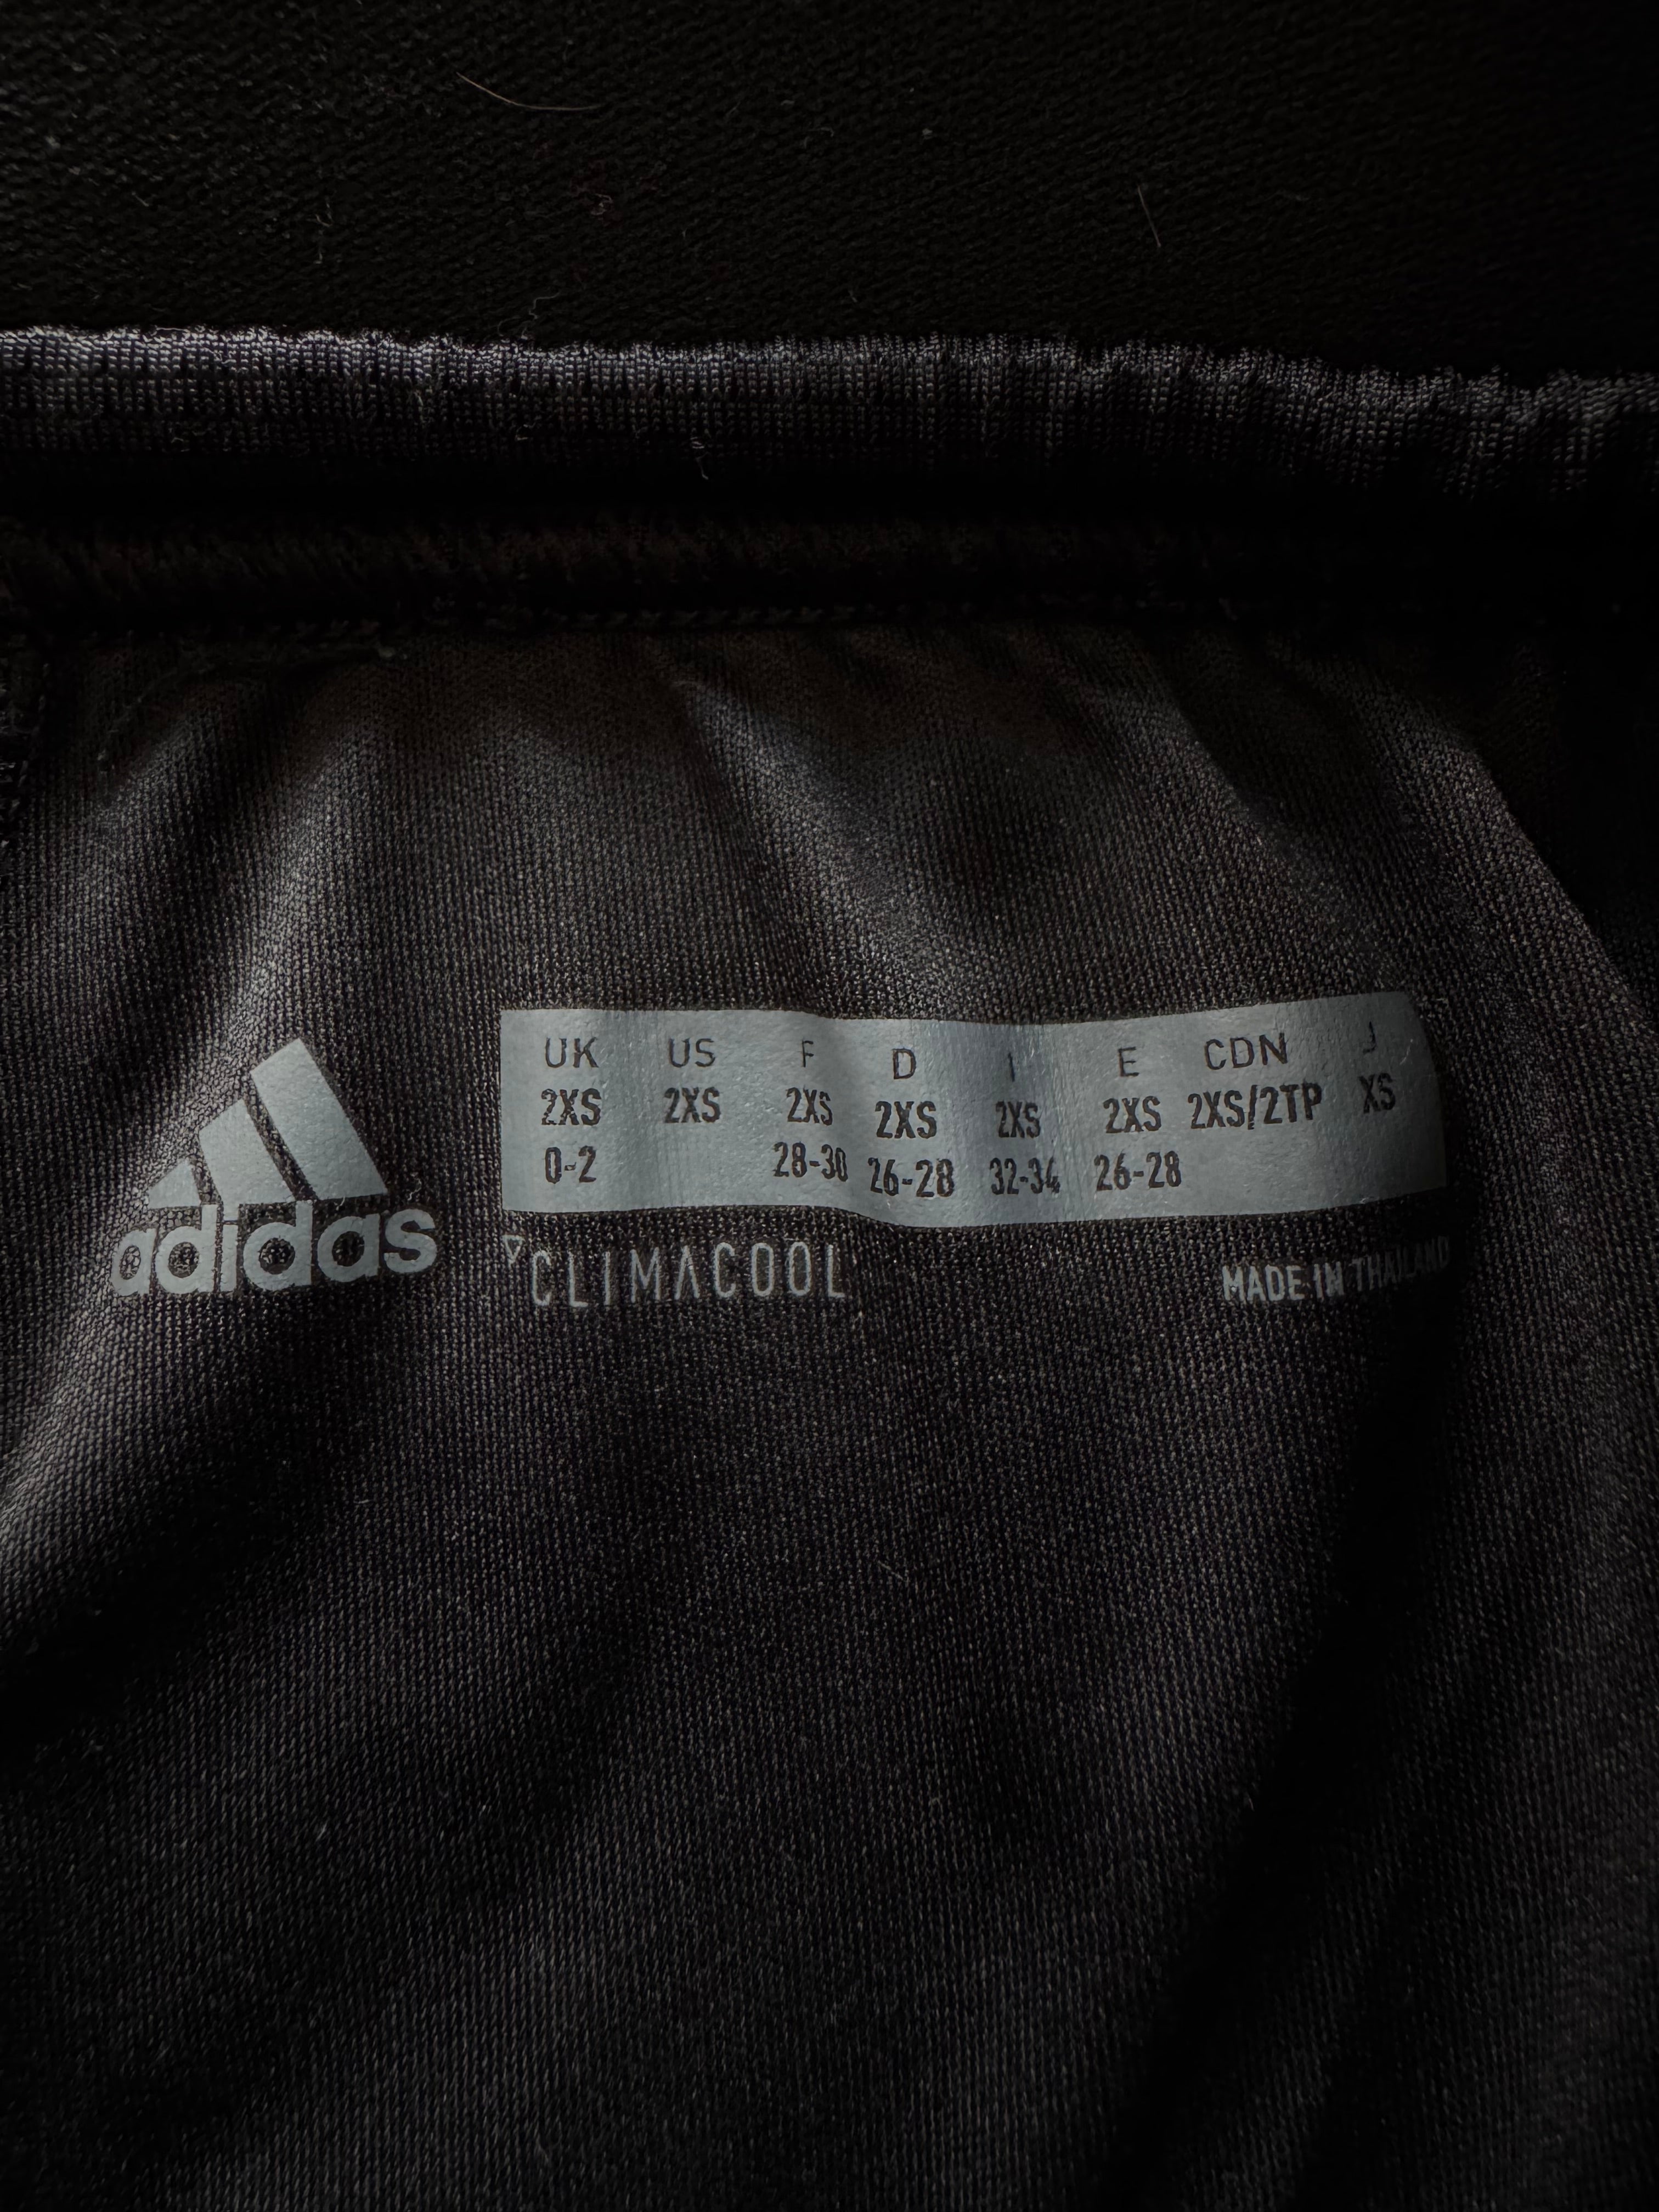 adidas
UK US F D I E CDN J
2XS 2XS 2XS 2XS 2XS 2XS 2XS/2TP XS
0-2 28-30 26-28 32-34 26-28
CLIMACOOL
MADE IN THAILAND